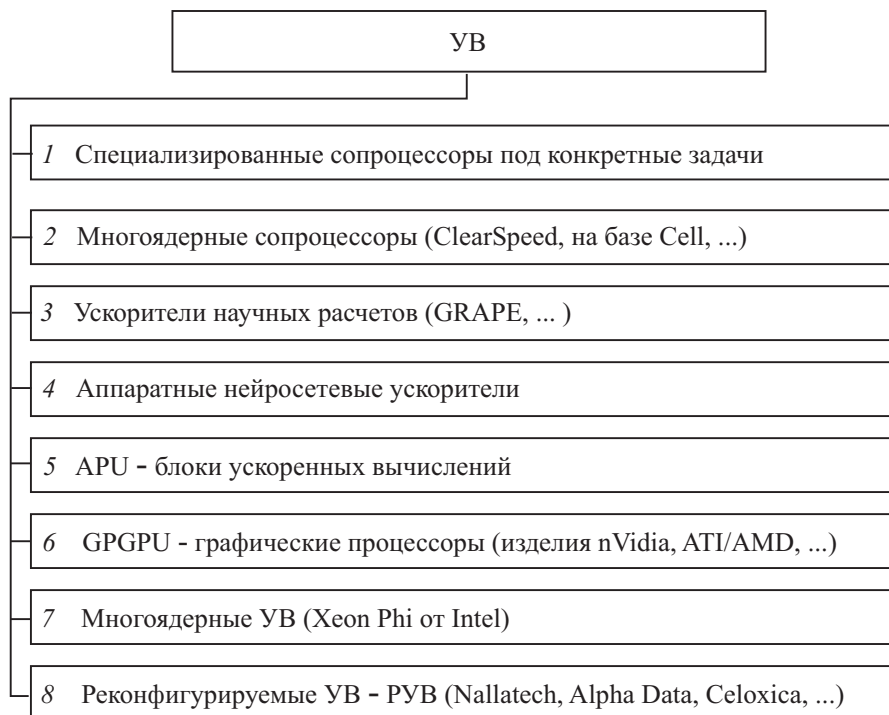 УВ
1 Специализированные сопроцессоры под конкретные задачи
2 Многоядерные сопроцессоры (ClearSpeed, на базе Cell, ...)
3 Ускорители научных расчетов (GRAPE, ... )
4 Аппаратные нейросетевые ускорители
5 APU - блоки ускоренных вычислений
6 GPGPU - графические процессоры (изделия nVidia, ATI/AMD, ...)
7 Многоядерные УВ (Xeon Phi от Intel)
8 Реконфигурируемые УВ - РУВ (Nallatech, Alpha Data, Celoxica, ...)